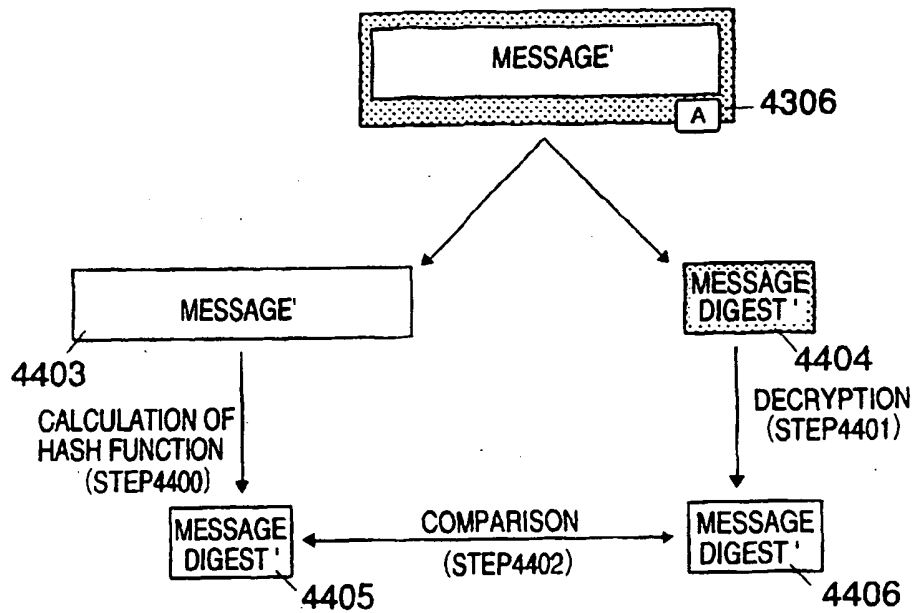 MESSAGE'
A
4306
MESSAGE'
4403
MESSAGE
DIGEST '
4404
CALCULATION OF
HASH FUNCTION
(STEP4400)
DECRYPTION
(STEP4401)
MESSAGE
DIGEST '
4405
COMPARISON
(STEP4402)
MESSAGE
DIGEST '
4406